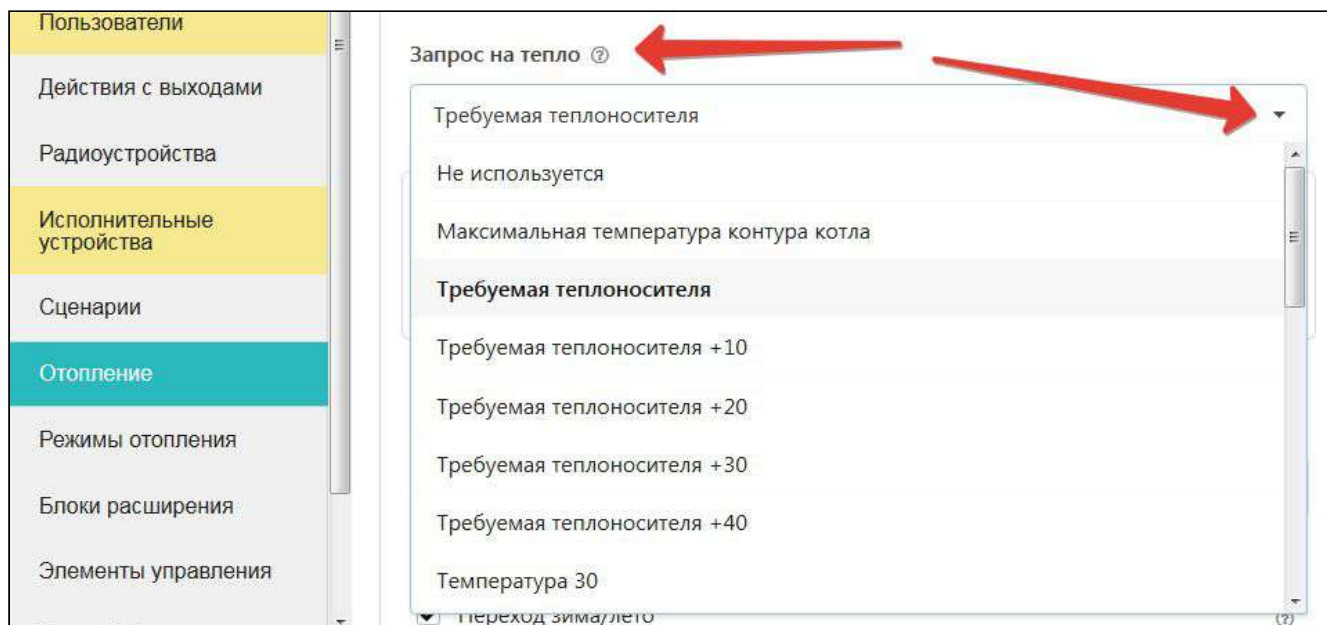 Пользователи
Действия с выходами
Радиоустройства
Исполнительные
устройства
Сценарии
Отопление
Режимы отопления
Блоки расширения
Элементы управления
Запрос на тепло
Требуемая теплоносителя
Не используется
Максимальная температура контура котла
Требуемая теплоносителя
Требуемая теплоносителя +10
Требуемая теплоносителя +20
Требуемая теплоносителя +30
Требуемая теплоносителя +40
Температура 30
Переход зима/лето